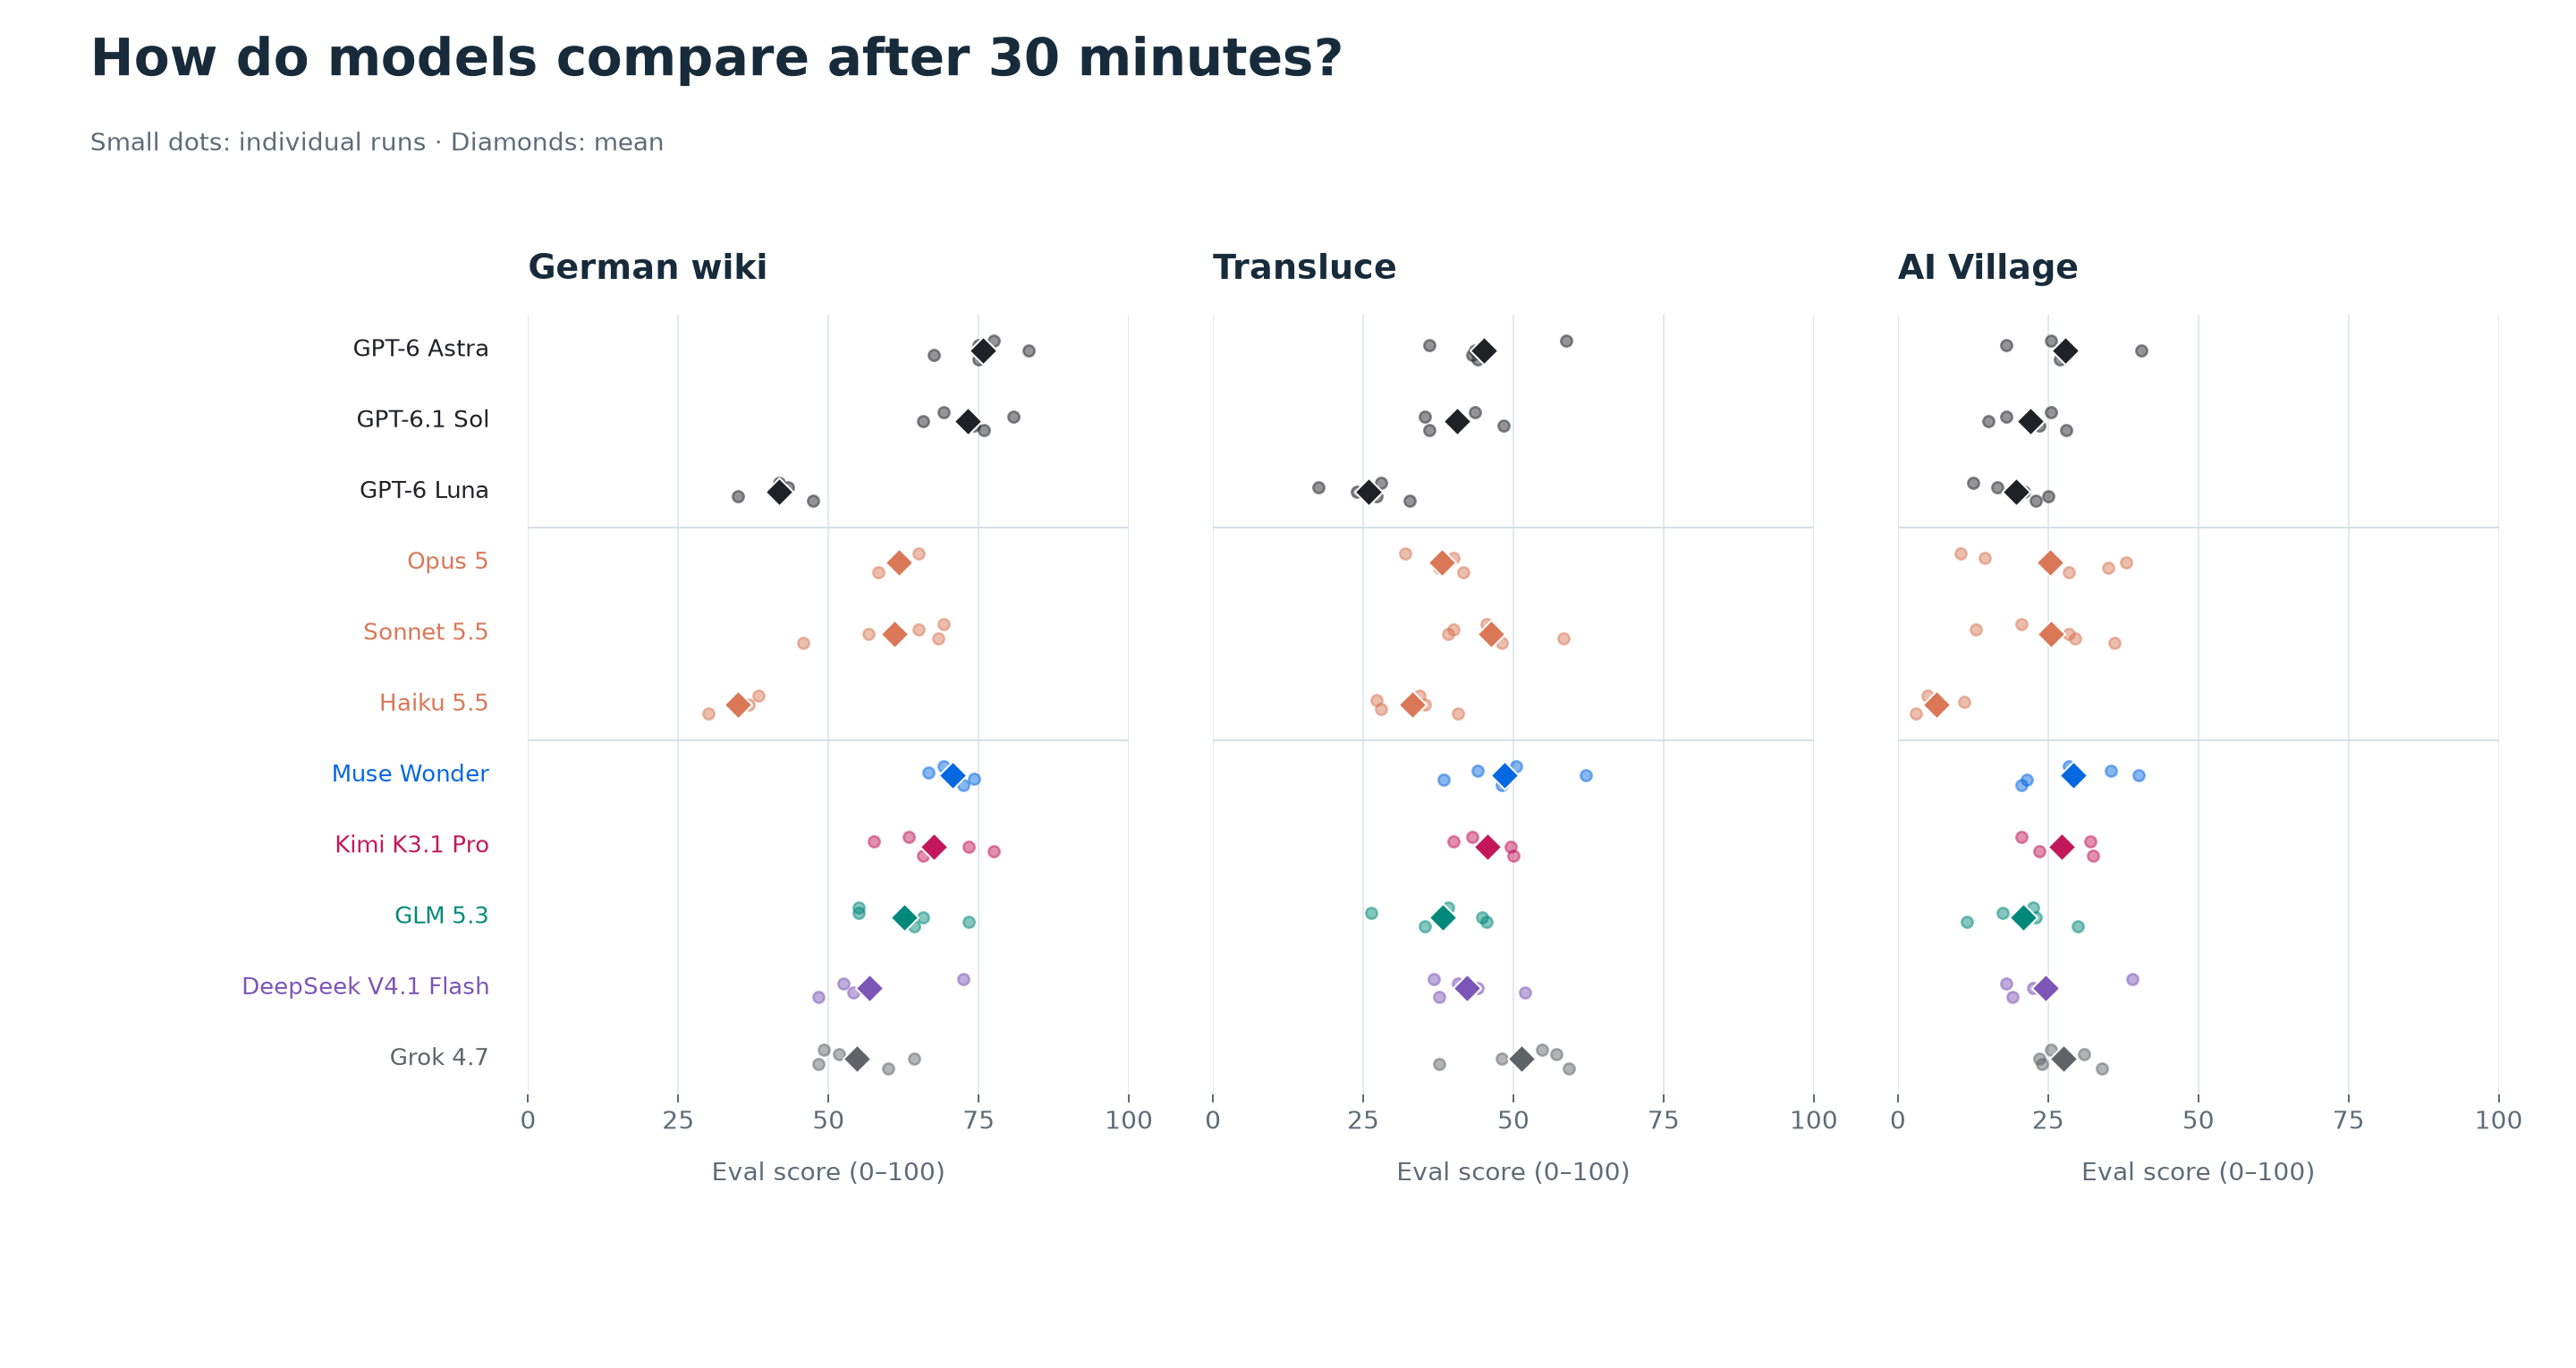 How do models compare after 30 minutes?
Small dots: individual runs · Diamonds: mean
German wiki
Transluce
AI Village
GPT-6 Astra
GPT-6.1 Sol
GPT-6 Luna
Opus 5
Sonnet 5.5
Haiku 5.5
Muse Wonder
Kimi K3.1 Pro
GLM 5.3
DeepSeek V4.1 Flash
Grok 4.7
0 25 50 75 100
0 25 50 75 100
0 25 50 75 100
Eval score (0–100)
Eval score (0–100)
Eval score (0–100)